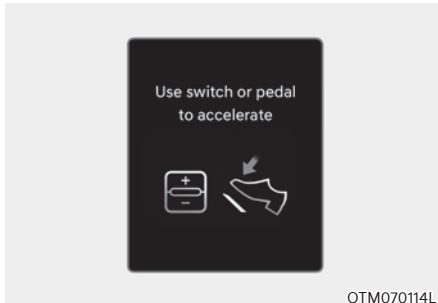 Use switch or pedal
to accelerate
+
−
OTM070114L